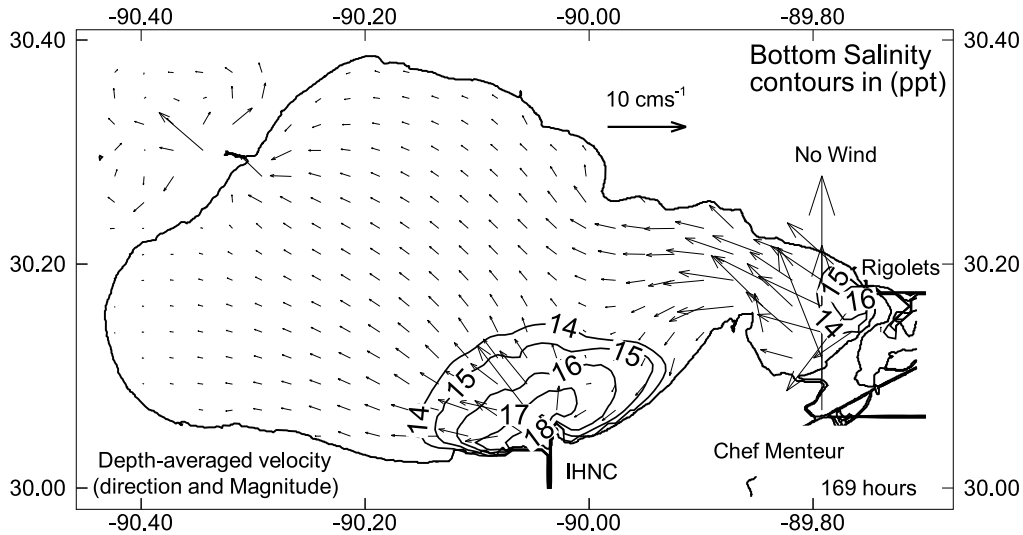 -90.40 -90.20 -90.00 -89.80
30.40 30.40
Bottom Salinity
contours in (ppt)
10 cms-1
No Wind
30.20 30.20
Rigolets
15
16
14
14
15
16
15
14
17
18
Depth-averaged velocity
(direction and Magnitude)
IHNC
Chef Menteur
169 hours
30.00 30.00
-90.40 -90.20 -90.00 -89.80